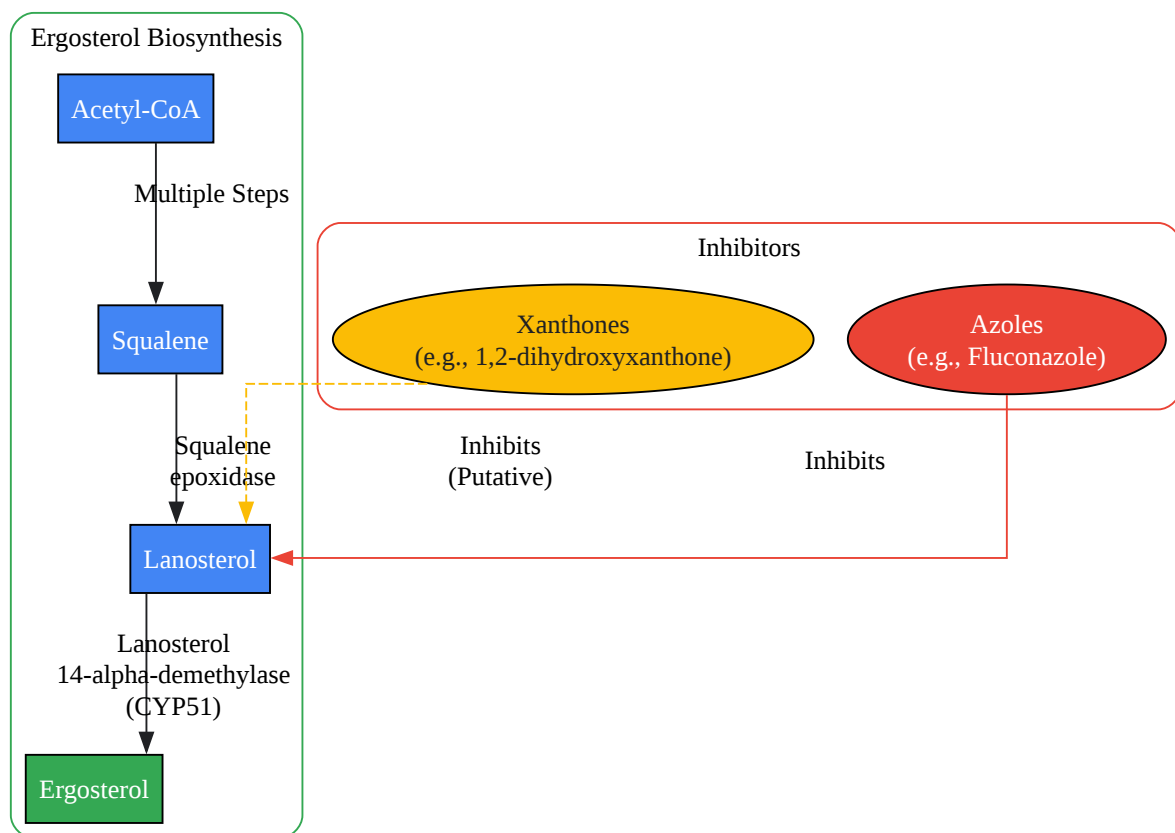 Ergosterol Biosynthesis
Acetyl-CoA
Multiple Steps
Inhibitors
Squalene
Xanthones
(e.g., 1,2-dihydroxyxanthone)
Azoles
(e.g., Fluconazole)
Squalene
epoxidase
Inhibits
(Putative)
Inhibits
Lanosterol
Lanosterol
14-alpha-demethylase
(CYP51)
Ergosterol